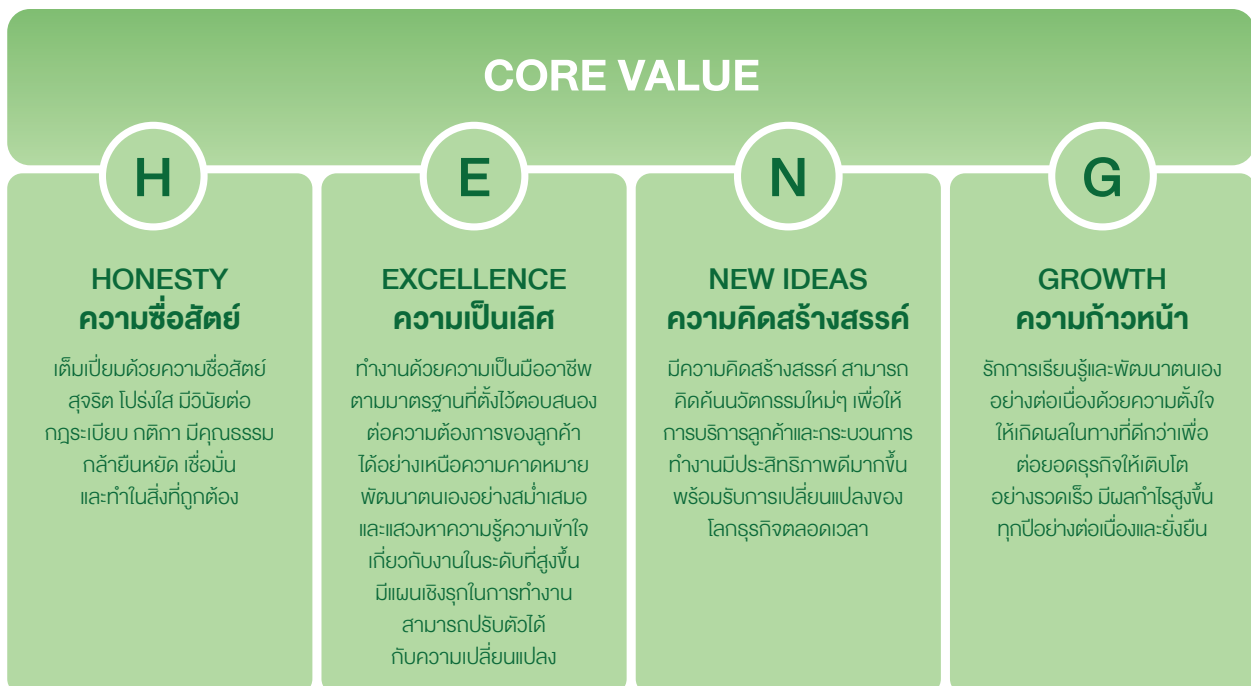 CORE VALUE
H
HONESTY
ความซื่อสัตย์
เต็มเปี่ยมด้วยความซื่อสัตย์
สุจริต โปร่งใส มีวินัยต่อ
กฎระเบียบ กติกา มีคุณธรรม
กล้ายืนหยัด เชื่อมั่น
และทำในสิ่งที่ถูกต้อง
E
EXCELLENCE
ความเป็นเลิศ
ทำงานด้วยความเป็นมืออาชีพ
ตามมาตรฐานที่ตั้งไว้ตอบสนอง
ต่อความต้องการของลูกค้า
ได้อย่างเหนือความคาดหมาย
พัฒนาตนเองอย่างสม่ำเสมอ
และแสวงหาความรู้ความเข้าใจ
เกี่ยวกับงานในระดับที่สูงขึ้น
มีแผนเชิงรุกในการทำงาน
สามารถปรับตัวได้
กับความเปลี่ยนแปลง
N
NEW IDEAS
ความคิดสร้างสรรค์
มีความคิดสร้างสรรค์ สามารถ
คิดค้นนวัตกรรมใหม่ๆ เพื่อให้
การบริการลูกค้าและกระบวนการ
ทำงานมีประสิทธิภาพดีมากขึ้น
พร้อมรับการเปลี่ยนแปลงของ
โลกธุรกิจตลอดเวลา
G
GROWTH
ความก้าวหน้า
รักการเรียนรู้และพัฒนาตนเอง
อย่างต่อเนื่องด้วยความตั้งใจ
ให้เกิดผลในทางที่ดีกว่าเพื่อ
ต่อยอดธุรกิจให้เติบโต
อย่างรวดเร็ว มีผลกำไรสูงขึ้น
ทุกปีอย่างต่อเนื่องและยั่งยืน